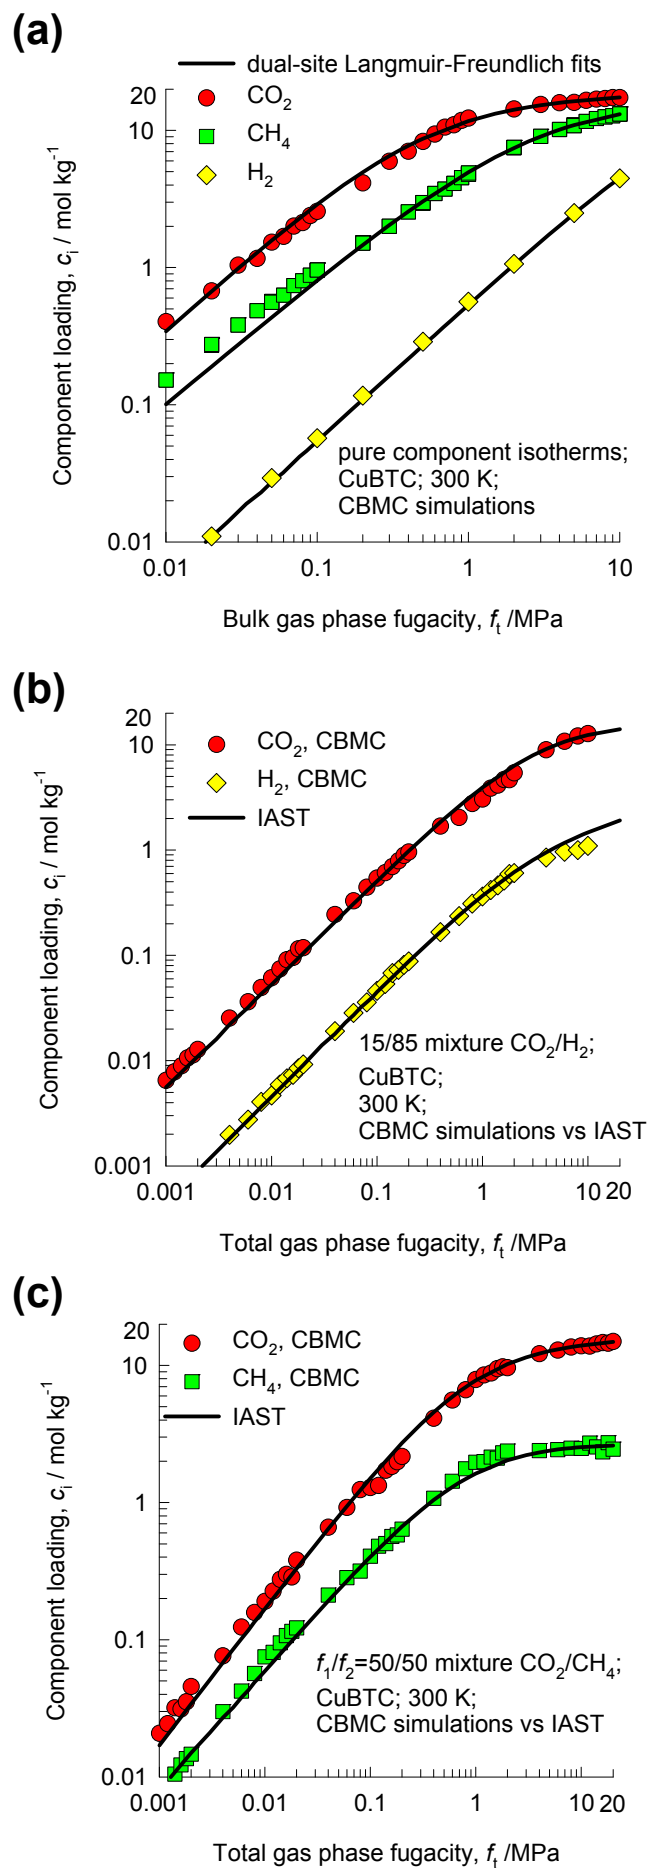 (a)
dual-site Langmuir-Freundlich fits
CO2
CH4
H2
Component loading, ci / mol kg-1
20
10
1
0.1
0.01
pure component isotherms;
CuBTC; 300 K;
CBMC simulations
0.01 0.1 1 10
Bulk gas phase fugacity, ft /MPa
(b)
CO2, CBMC
H2, CBMC
IAST
Component loading, ci / mol kg-1
20
10
1
0.1
0.01
0.001
15/85 mixture CO2/H2;
CuBTC;
300 K;
CBMC simulations vs IAST
0.001 0.01 0.1 1 10 20
Total gas phase fugacity, ft /MPa
(c)
CO2, CBMC
CH4, CBMC
IAST
Component loading, ci / mol kg-1
20
10
1
0.1
0.01
f1/f2=50/50 mixture CO2/CH4;
CuBTC; 300 K;
CBMC simulations vs IAST
0.001 0.01 0.1 1 10 20
Total gas phase fugacity, ft /MPa